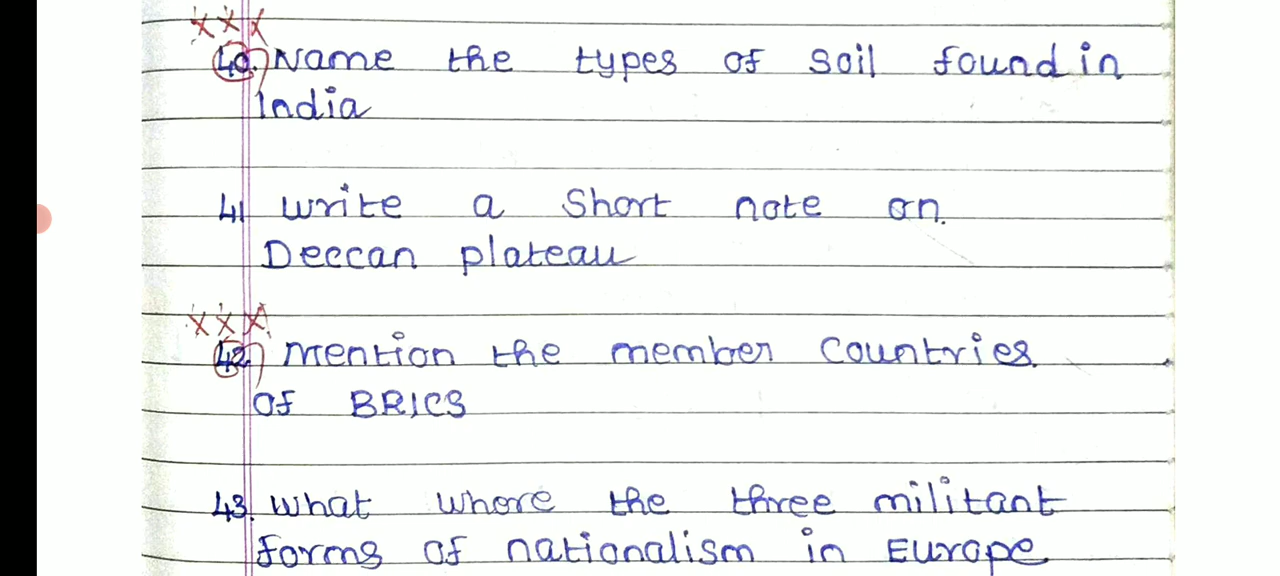 x x x
40. Name the types of soil found in
India
41 write a short note on.
Deccan plateau
x x x
42. mention the member countries.
of BRICS
43. what whore the three militant
forms of nationalism in Europe